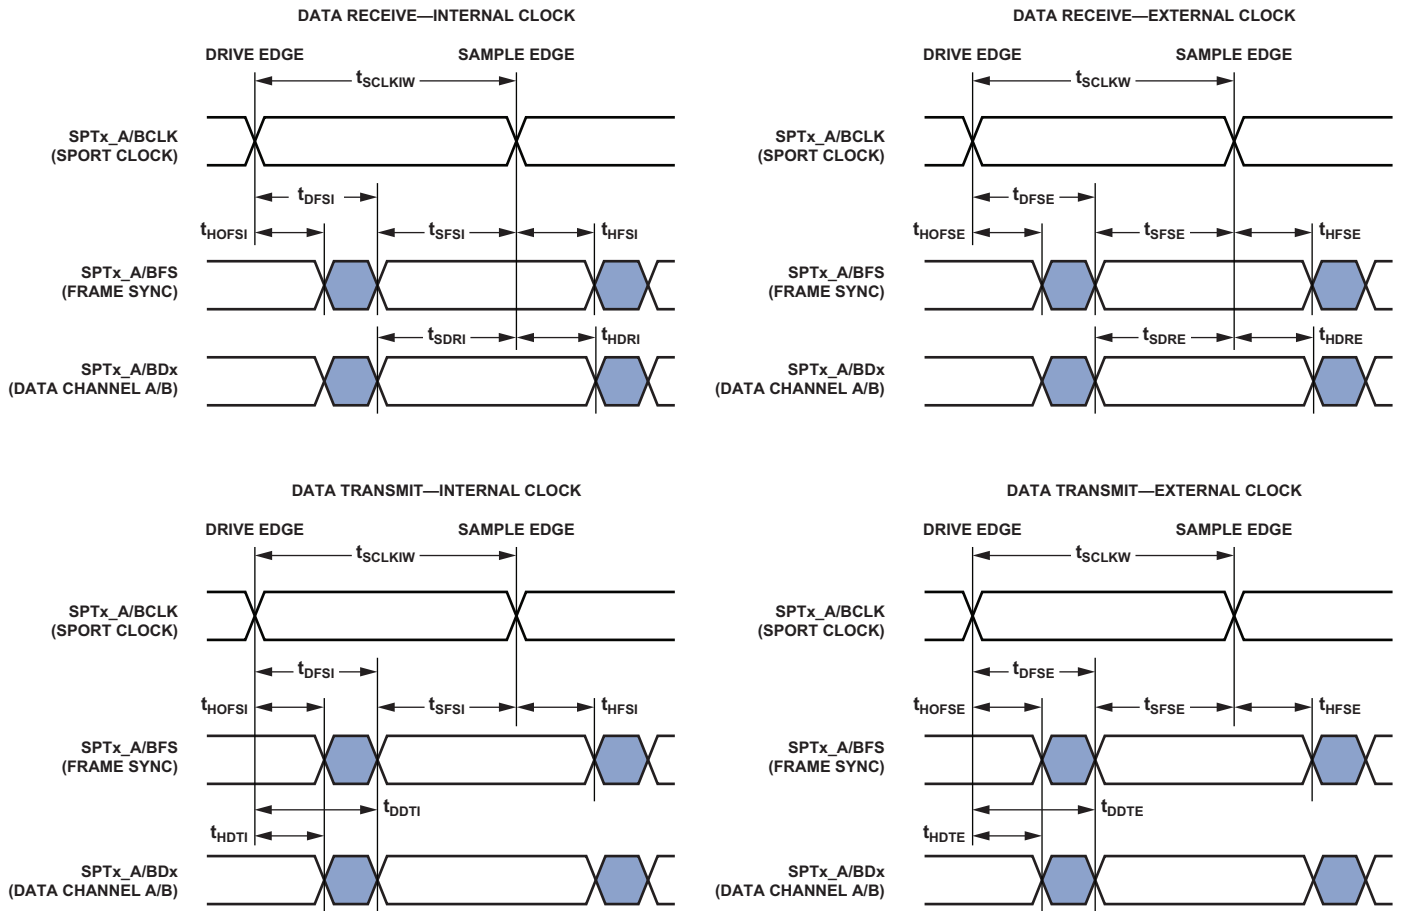 DATA RECEIVE—INTERNAL CLOCK
DRIVE EDGE
SAMPLE EDGE
tSCLKIW
SPTx_A/BCLK
(SPORT CLOCK)
tDFSI
tHOFSI
tSFSI
tHFSI
SPTx_A/BFS
(FRAME SYNC)
tSDRI
tHDRI
SPTx_A/BDx
(DATA CHANNEL A/B)
DATA RECEIVE—EXTERNAL CLOCK
DRIVE EDGE
SAMPLE EDGE
tSCLKW
SPTx_A/BCLK
(SPORT CLOCK)
tDFSE
tHOFSE
tSFSE
tHFSE
SPTx_A/BFS
(FRAME SYNC)
tSDRE
tHDRE
SPTx_A/BDx
(DATA CHANNEL A/B)
DATA TRANSMIT—INTERNAL CLOCK
DRIVE EDGE
SAMPLE EDGE
tSCLKIW
SPTx_A/BCLK
(SPORT CLOCK)
tDFSI
tHOFSI
tSFSI
tHFSI
SPTx_A/BFS
(FRAME SYNC)
tDDTI
tHDTI
SPTx_A/BDx
(DATA CHANNEL A/B)
DATA TRANSMIT—EXTERNAL CLOCK
DRIVE EDGE
SAMPLE EDGE
tSCLKW
SPTx_A/BCLK
(SPORT CLOCK)
tDFSE
tHOFSE
tSFSE
tHFSE
SPTx_A/BFS
(FRAME SYNC)
tDDTE
tHDTE
SPTx_A/BDx
(DATA CHANNEL A/B)